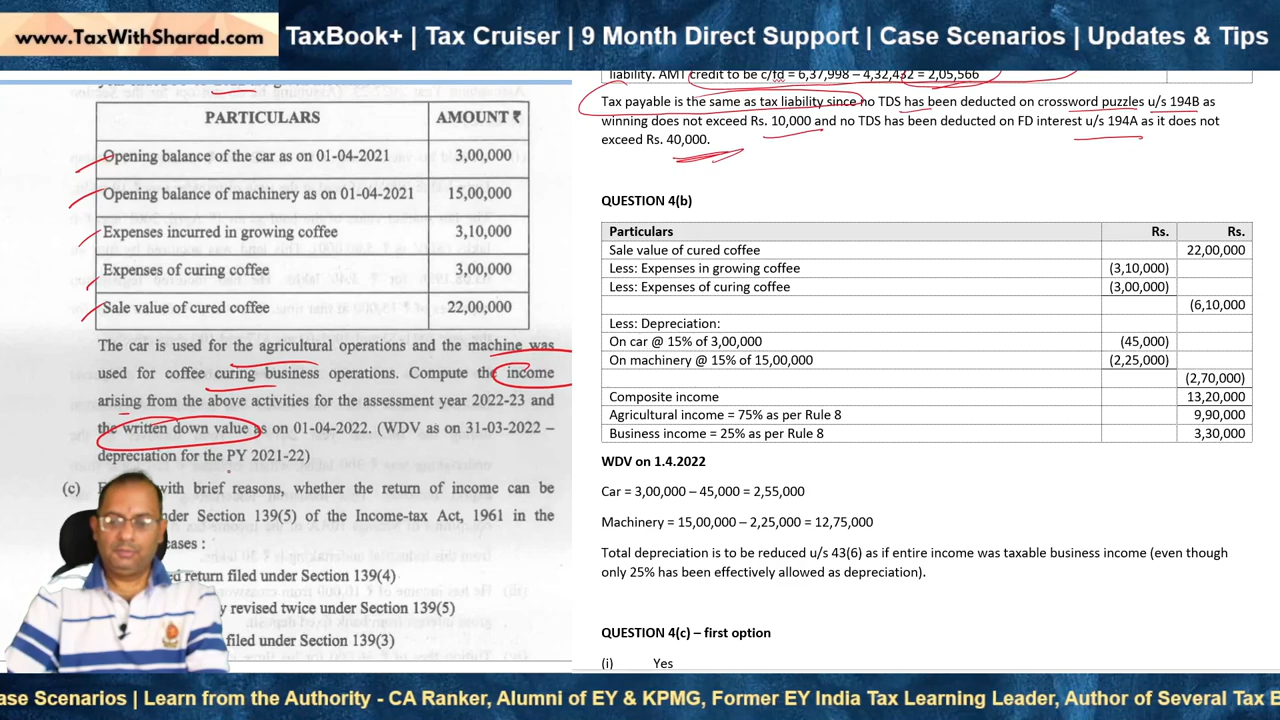 www.TaxWithSharad.com
TaxBook+ | Tax Cruiser | 9 Month Direct Support | Case Scenarios | Updates & Tips
PARTICULARS AMOUNT ₹
Opening balance of the car as on 01-04-2021 3,00,000
Opening balance of machinery as on 01-04-2021 15,00,000
Expenses incurred in growing coffee 3,10,000
Expenses of curing coffee 3,00,000
Sale value of cured coffee 22,00,000
The car is used for the agricultural operations and the machine was
used for coffee curing business operations. Compute the income
arising from the above activities for the assessment year 2022-23 and
the written down value as on 01-04-2022. (WDV as on 31-03-2022 –
depreciation for the PY 2021-22)
(c) with brief reasons, whether the return of income can be
Section 139(5) of the Income-tax Act, 1961 in the
cases :
return filed under Section 139(4)
revised twice under Section 139(5)
filed under Section 139(3)
liability. AMT credit to be c/fd = 6,37,998 – 4,32,432 = 2,05,566
Tax payable is the same as tax liability since no TDS has been deducted on crossword puzzles u/s 194B as
winning does not exceed Rs. 10,000 and no TDS has been deducted on FD interest u/s 194A as it does not
exceed Rs. 40,000.
QUESTION 4(b)
Particulars Rs. Rs.
Sale value of cured coffee 22,00,000
Less: Expenses in growing coffee (3,10,000)
Less: Expenses of curing coffee (3,00,000)
(6,10,000)
Less: Depreciation:
On car @ 15% of 3,00,000 (45,000)
On machinery @ 15% of 15,00,000 (2,25,000)
(2,70,000)
Composite income 13,20,000
Agricultural income = 75% as per Rule 8 9,90,000
Business income = 25% as per Rule 8 3,30,000
WDV on 1.4.2022
Car = 3,00,000 – 45,000 = 2,55,000
Machinery = 15,00,000 – 2,25,000 = 12,75,000
Total depreciation is to be reduced u/s 43(6) as if entire income was taxable business income (even though
only 25% has been effectively allowed as depreciation).
QUESTION 4(c) – first option
(i) Yes
ase Scenarios | Learn from the Authority - CA Ranker, Alumni of EY & KPMG, Former EY India Tax Learning Leader, Author of Several Tax